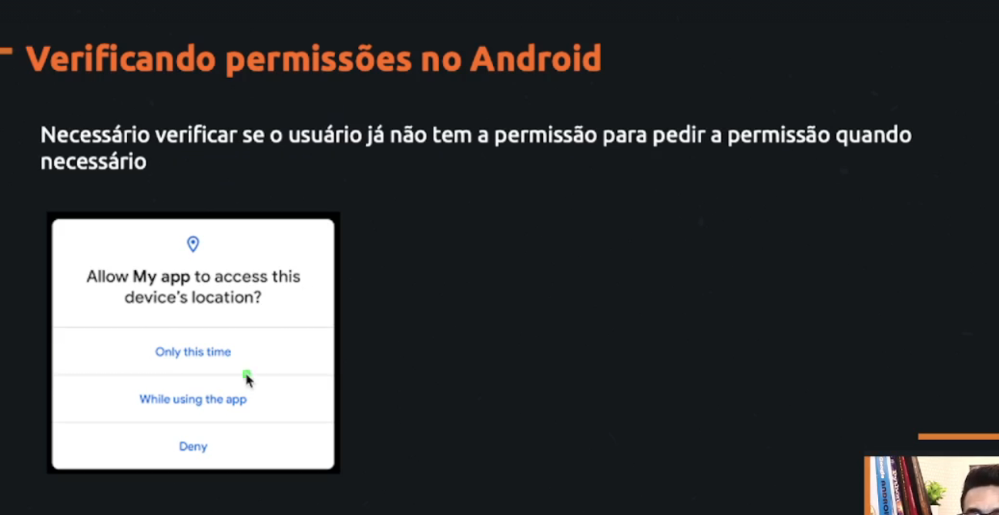 Verificando permissões no Android
Necessário verificar se o usuário já não tem a permissão para pedir a permissão quando
necessário
Allow My app to access this
device's location?
Only this time
While using the app
Deny